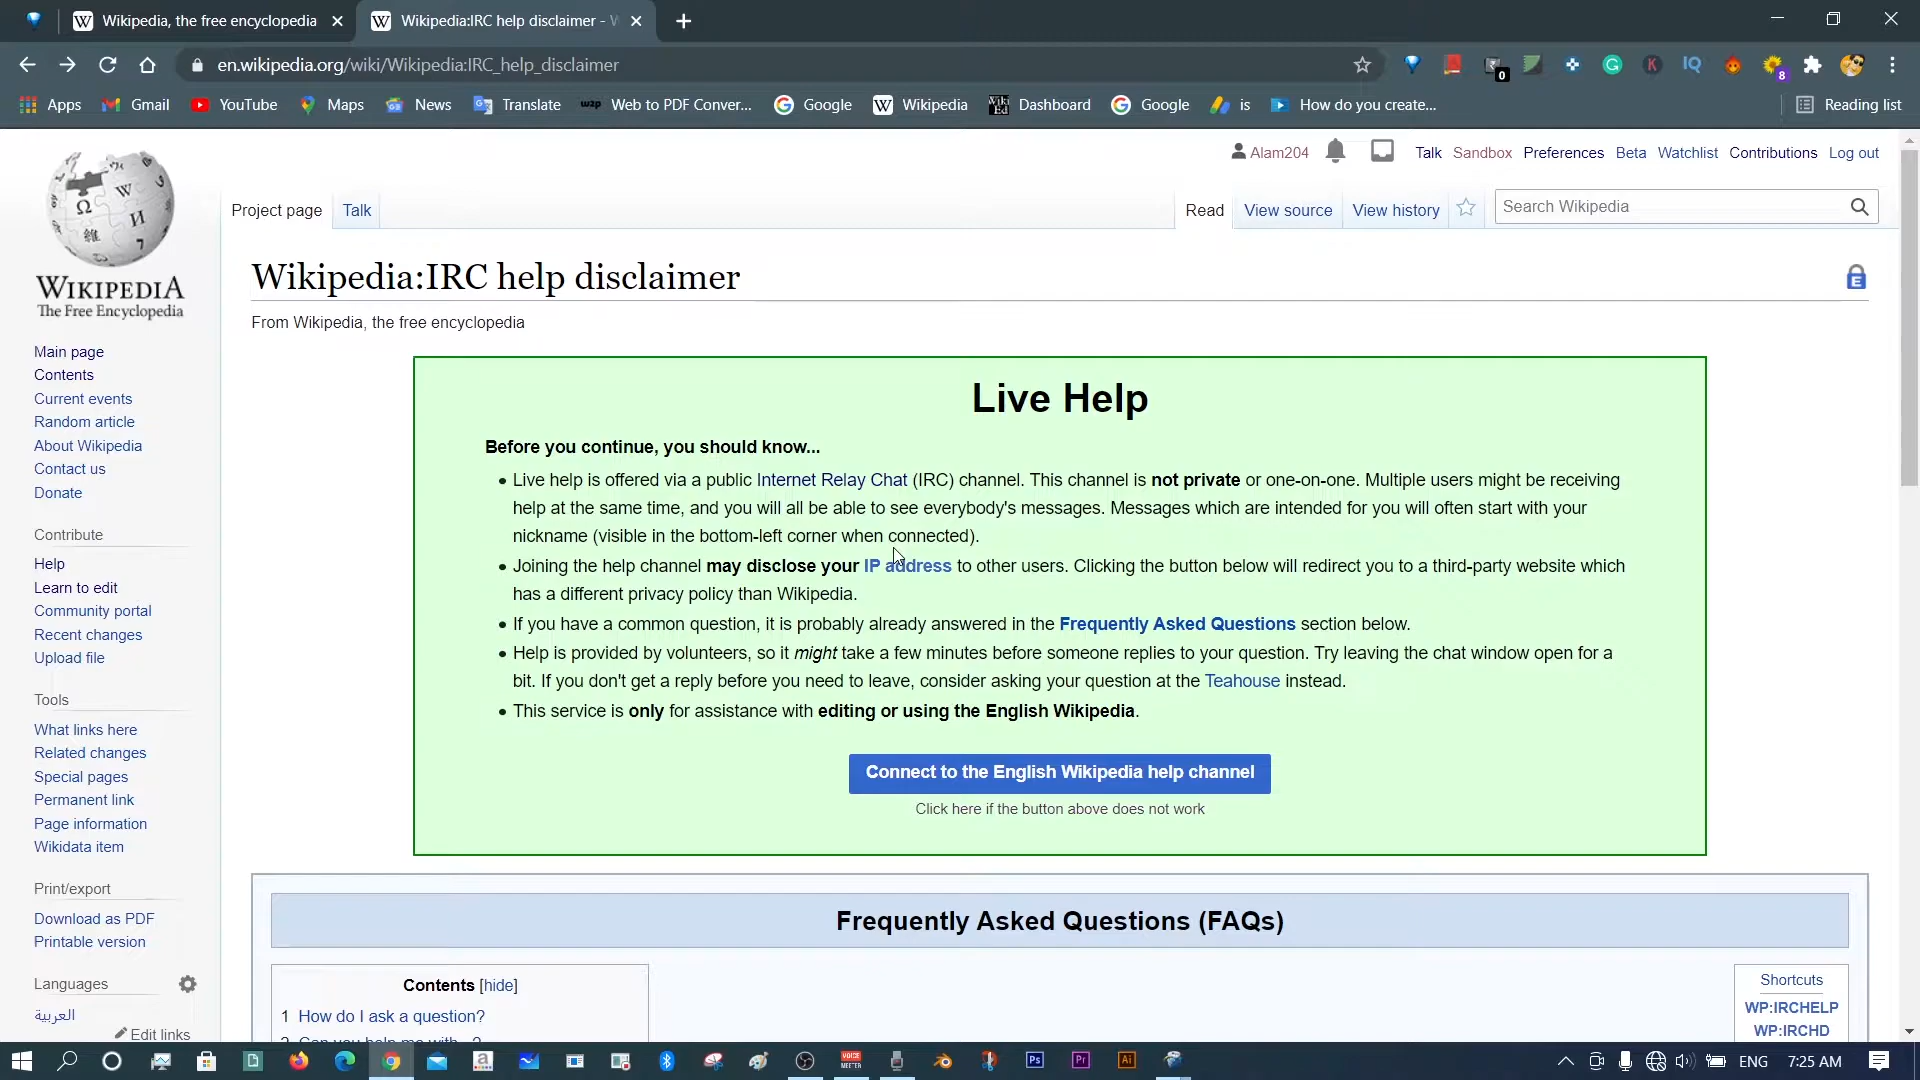 Wikipedia, the free encyclopedia
Wikipedia:IRC help disclaimer - W
en.wikipedia.org/wiki/Wikipedia:IRC_help_disclaimer
0
IQ
8
Apps Gmail YouTube Maps News Translate Web to PDF Conver... Google Wikipedia Dashboard Google is How do you create... Reading list
Alam204 Talk Sandbox Preferences Beta Watchlist Contributions Log out
Project page Talk Read View source View history Search Wikipedia
WIKIPEDIA
The Free Encyclopedia
Main page
Contents
Current events
Random article
About Wikipedia
Contact us
Donate
Contribute
Help
Learn to edit
Community portal
Recent changes
Upload file
Tools
What links here
Related changes
Special pages
Permanent link
Page information
Wikidata item
Print/export
Download as PDF
Printable version
Languages
العربية
Edit links
Wikipedia:IRC help disclaimer
E
From Wikipedia, the free encyclopedia
Live Help
Before you continue, you should know...
Live help is offered via a public Internet Relay Chat (IRC) channel. This channel is not private or one-on-one. Multiple users might be receiving
help at the same time, and you will all be able to see everybody's messages. Messages which are intended for you will often start with your
nickname (visible in the bottom-left corner when connected).
Joining the help channel may disclose your IP address to other users. Clicking the button below will redirect you to a third-party website which
has a different privacy policy than Wikipedia.
If you have a common question, it is probably already answered in the Frequently Asked Questions section below.
Help is provided by volunteers, so it might take a few minutes before someone replies to your question. Try leaving the chat window open for a
bit. If you don't get a reply before you need to leave, consider asking your question at the Teahouse instead.
This service is only for assistance with editing or using the English Wikipedia.
Connect to the English Wikipedia help channel
Click here if the button above does not work
Frequently Asked Questions (FAQs)
Contents [hide]
1 How do I ask a question?
Shortcuts
WP:IRCHELP
WP:IRCHD
Ps Pr Ai
ENG 7:25 AM